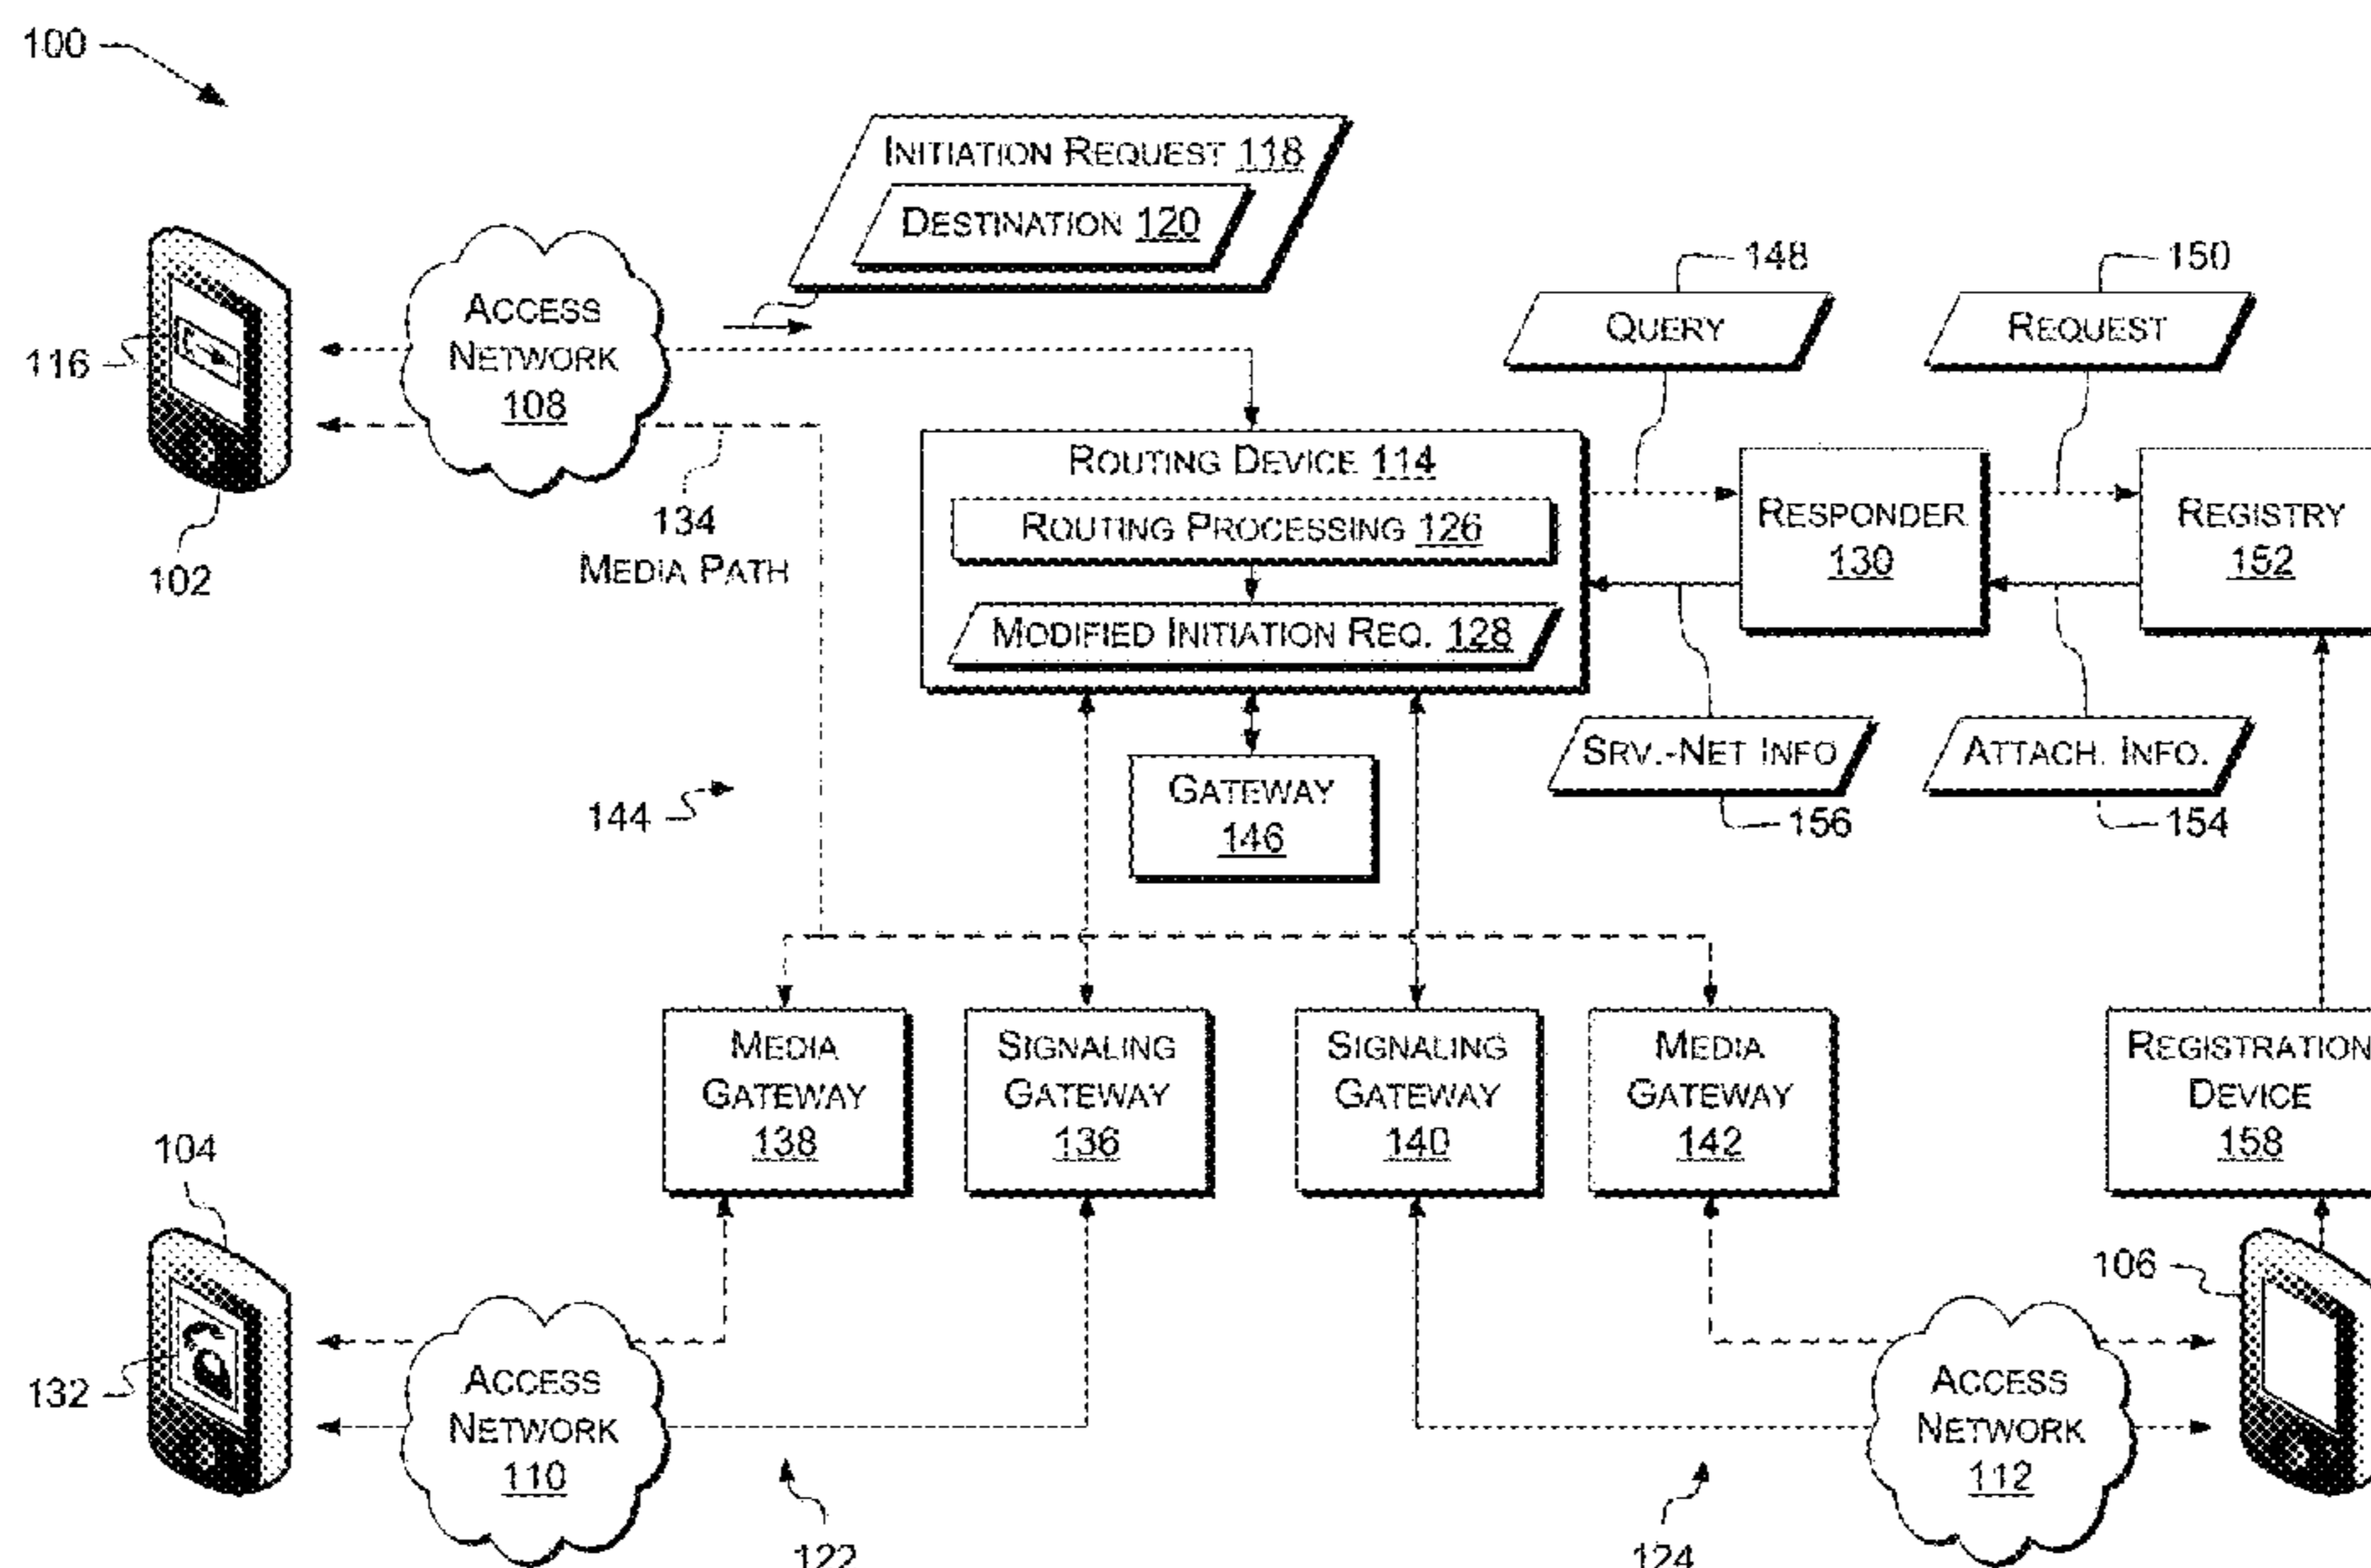 100
INITIATION REQUEST 118
DESTINATION 120
148
150
ACCESS
NETWORK
108
QUERY
REQUEST
116
102
134
MEDIA PATH
ROUTING DEVICE 114
ROUTING PROCESSING 126
MODIFIED INITIATION REQ. 128
RESPONDER
130
REGISTRY
152
144
GATEWAY
146
SRV.-NET INFO
156
ATTACH. INFO.
154
MEDIA
GATEWAY
138
SIGNALING
GATEWAY
136
SIGNALING
GATEWAY
140
MEDIA
GATEWAY
142
REGISTRATION
DEVICE
158
104
132
ACCESS
NETWORK
110
122
124
ACCESS
NETWORK
112
106